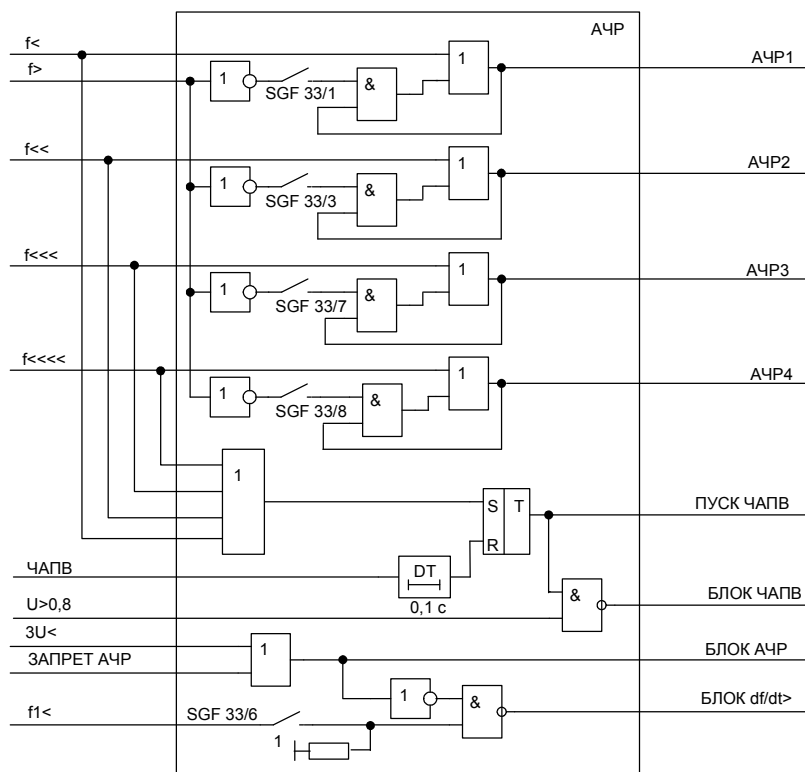 АЧР
f<
АЧР1
f>
1
1
&
SGF 33/1
f<<
АЧР2
1
1
&
SGF 33/3
f<<<
АЧР3
1
1
&
SGF 33/7
f<<<<
АЧР4
1
1
&
SGF 33/8
1
S T
ПУСК ЧАПВ
R
ЧАПВ
DT
0,1 с
U>0,8
&
БЛОК ЧАПВ
3U<
1
БЛОК АЧР
ЗАПРЕТ АЧР
1
&
БЛОК df/dt>
f1<
SGF 33/6
1